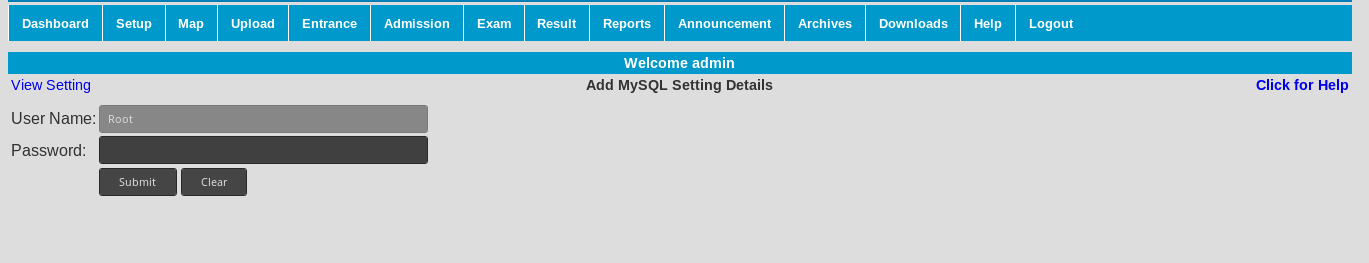 Dashboard Setup Map Upload Entrance Admission Exam Result Reports Announcement Archives Downloads Help Logout
Welcome admin
View Setting Add MySQL Setting Details Click for Help
User Name: Root
Password:
Submit Clear